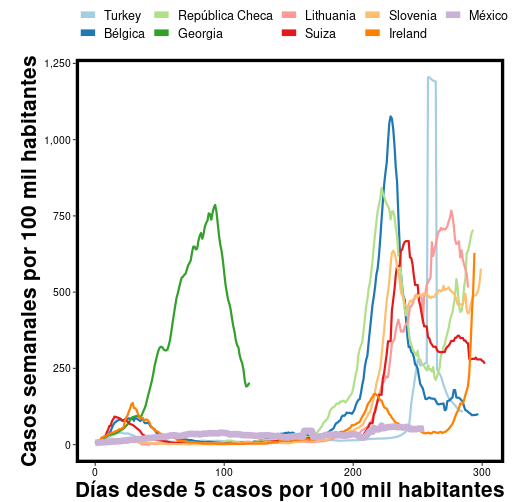 Turkey República Checa Lithuania Slovenia México
Bélgica Georgia Suiza Ireland
Casos semanales por 100 mil habitantes
1,250
1,000
750
500
250
0
0 100 200 300
Días desde 5 casos por 100 mil habitantes